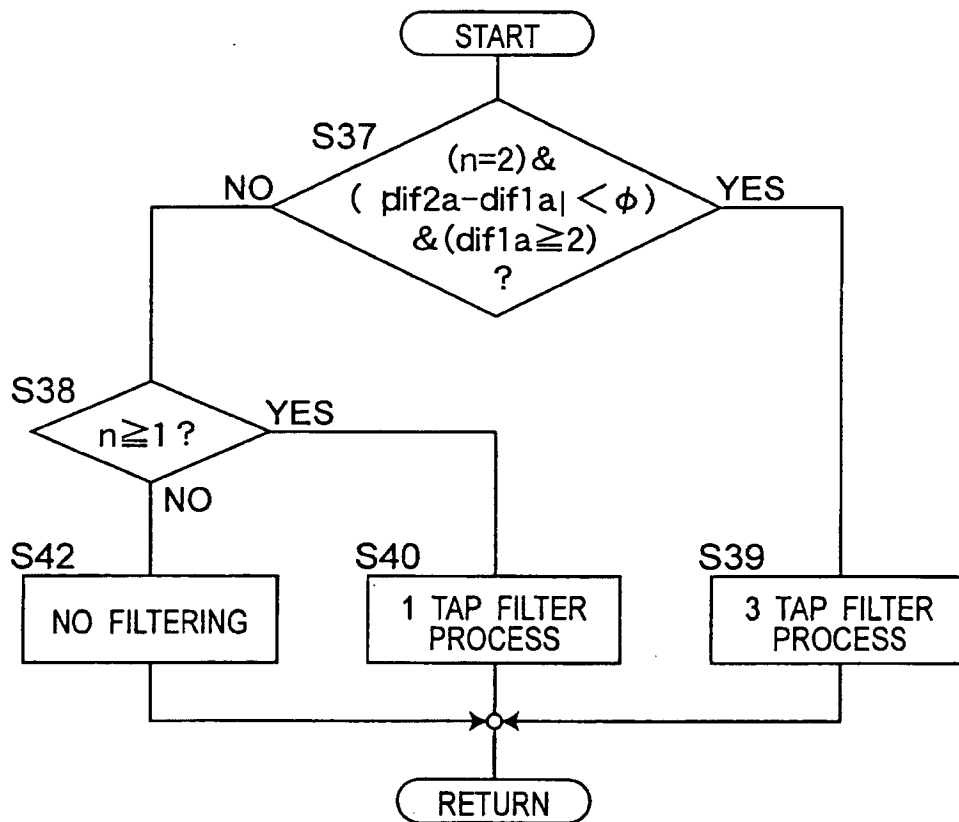 START
S37
(n=2)&
( |dif2a-dif1a| < ϕ)
&(dif1a≧2)
?
NO
YES
S38
n≧1?
YES
NO
S42
NO FILTERING
S40
1 TAP FILTER
PROCESS
S39
3 TAP FILTER
PROCESS
RETURN